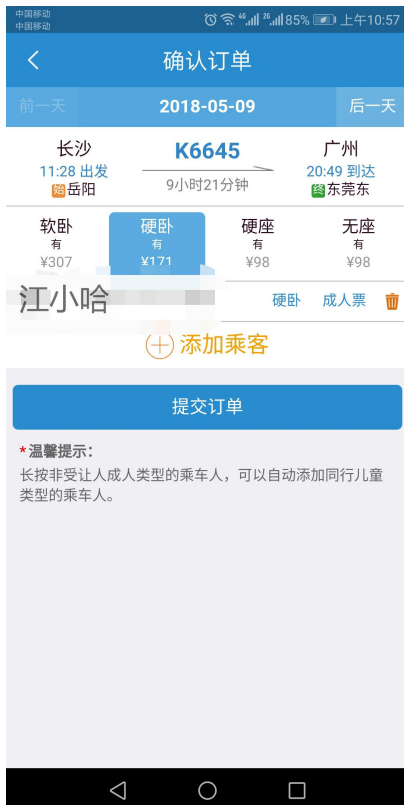 中国移动
中国移动
4G 2G 85% 上午10:57
确认订单
前一天 2018-05-09 后一天
长沙 K6645 广州
11:28 出发 9小时21分钟 20:49 到达
始岳阳 终东莞东
软卧 硬卧 硬座 无座
有 有 有 有
¥307 ¥171 ¥98 ¥98
江小哈 硬卧 成人票
添加乘客
提交订单
*温馨提示:
长按非受让人成人类型的乘车人，可以自动添加同行儿童
类型的乘车人。